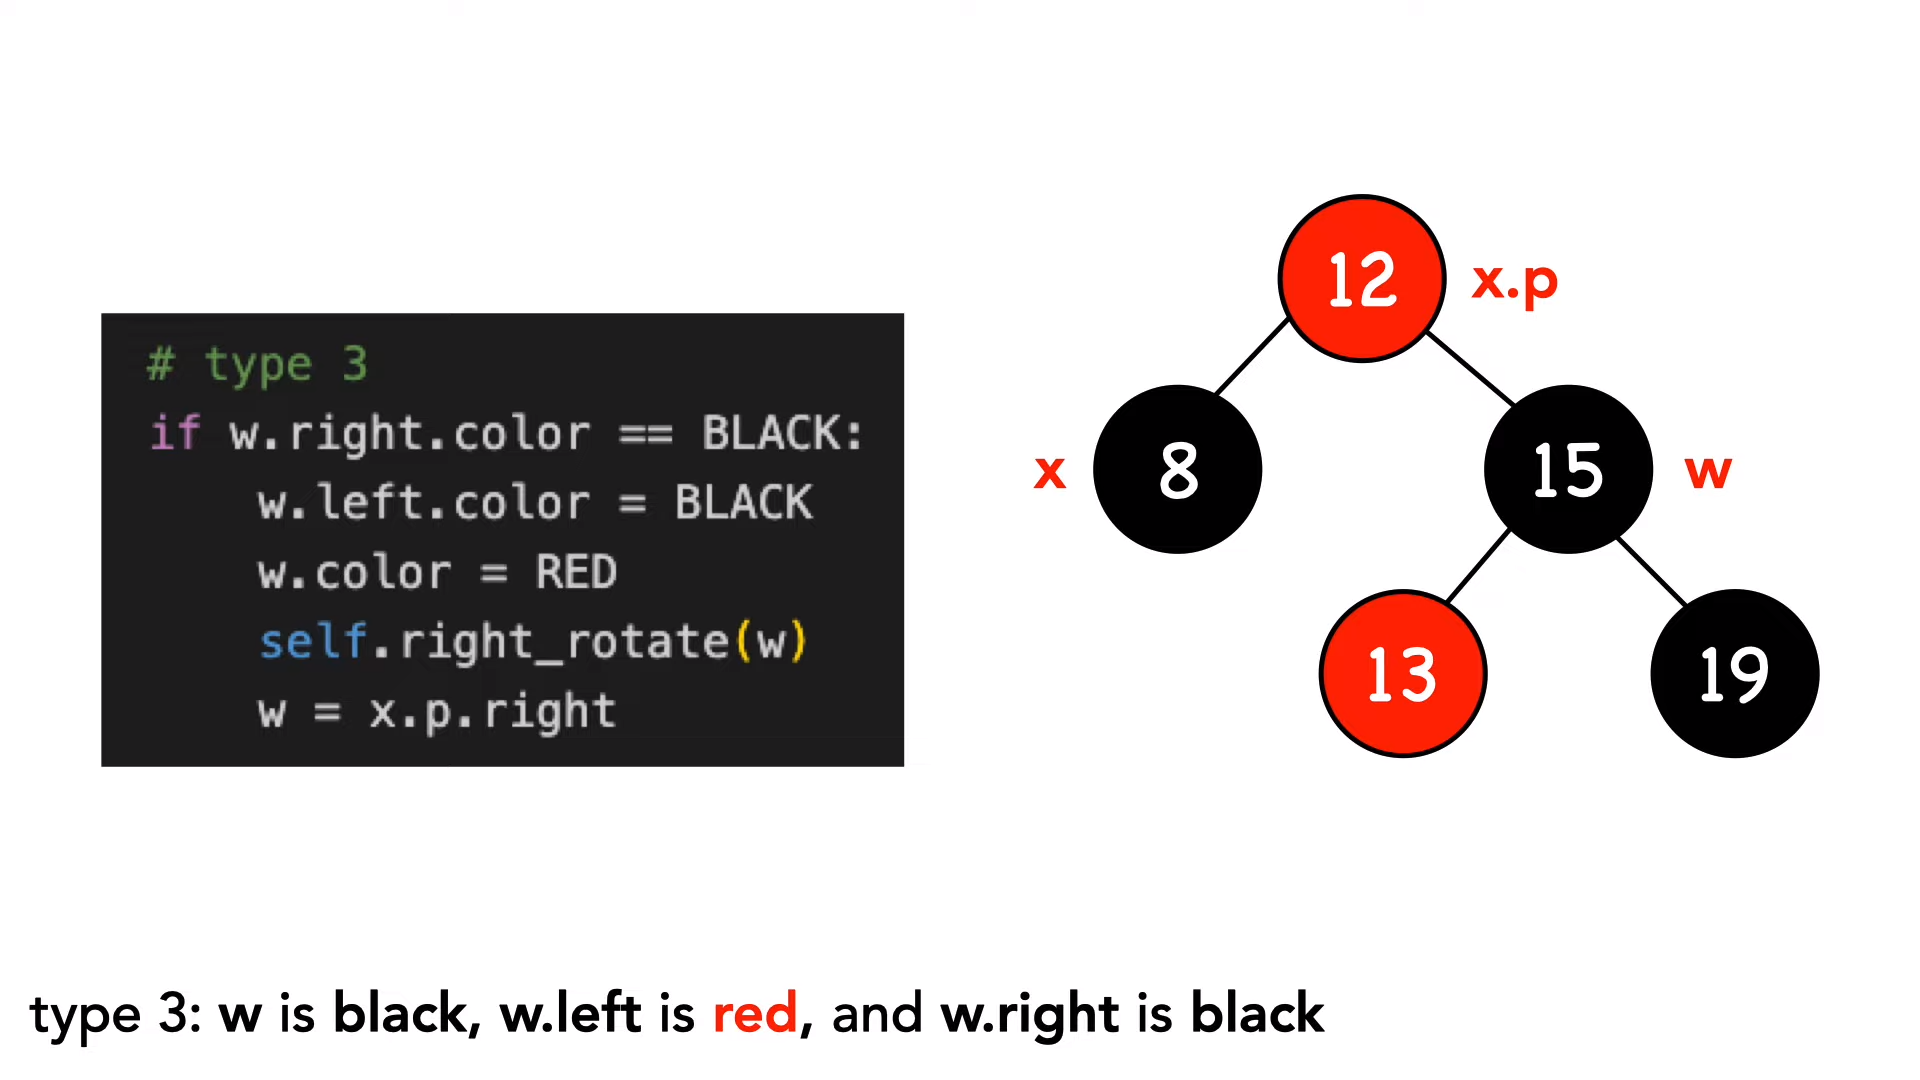 # type 3
if w.right.color == BLACK:
w.left.color = BLACK
w.color = RED
self.right_rotate(w)
w = x.p.right
12 x.p
x 8 15 w
13 19
type 3: w is black, w.left is red, and w.right is black